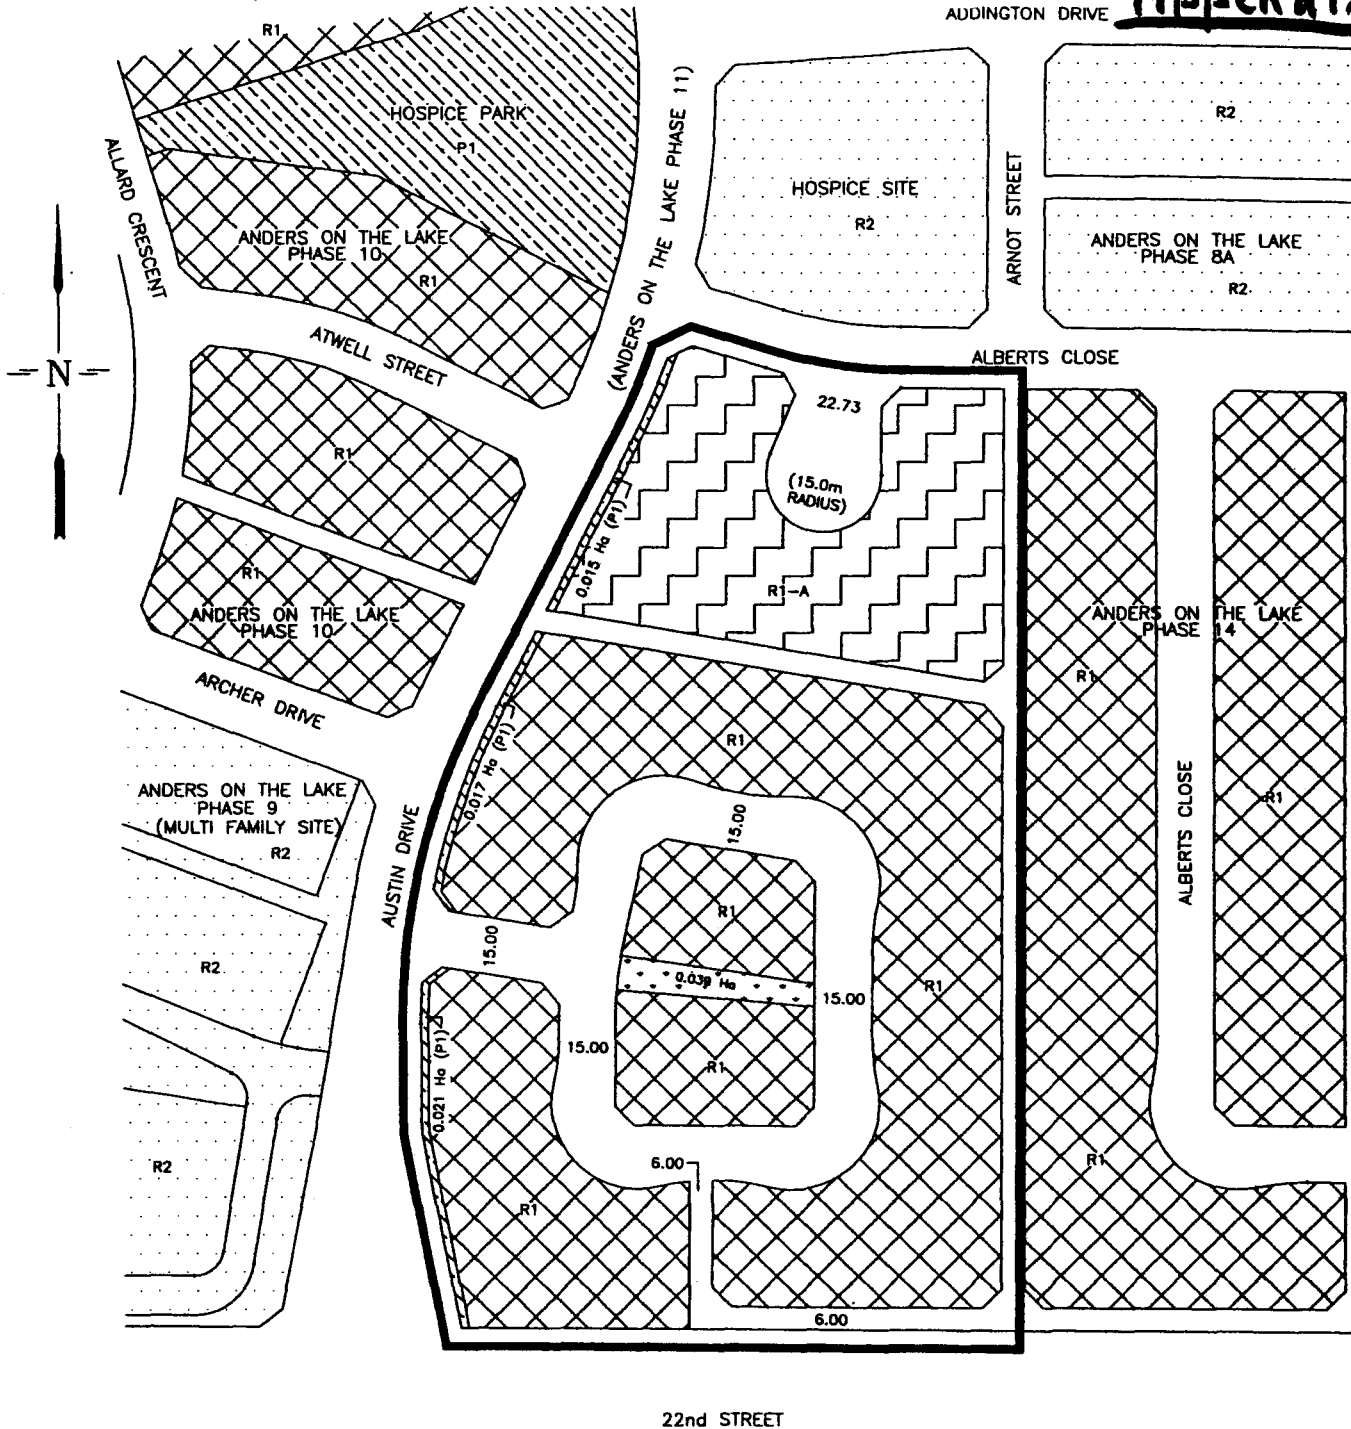 ADDINGTON DRIVE
R1
HOSPICE PARK
P1
R2
ALLARD CRESCENT
ANDERS ON THE LAKE
PHASE 10
R1
(ANDERS ON THE LAKE PHASE 11)
HOSPICE SITE
R2
ARNOT STREET
ANDERS ON THE LAKE
PHASE 8A
R2
N
ATWELL STREET
ALBERTS CLOSE
22.73
(15.0m
RADIUS)
R1
0.015 Ha (P1)
R1-A
R1
ANDERS ON THE LAKE
PHASE 10
ANDERS ON THE LAKE
PHASE 14
R1
ARCHER DRIVE
0.017 Ha (P1)
R1
ANDERS ON THE LAKE
PHASE 9
(MULTI FAMILY SITE)
R2
AUSTIN DRIVE
15.00
ALBERTS CLOSE
R1
R1
15.00
R2
0.039 Ha
15.00
R1
15.00
R1
0.021 Ha (P1)
R2
6.00
R1
R1
6.00
22nd STREET